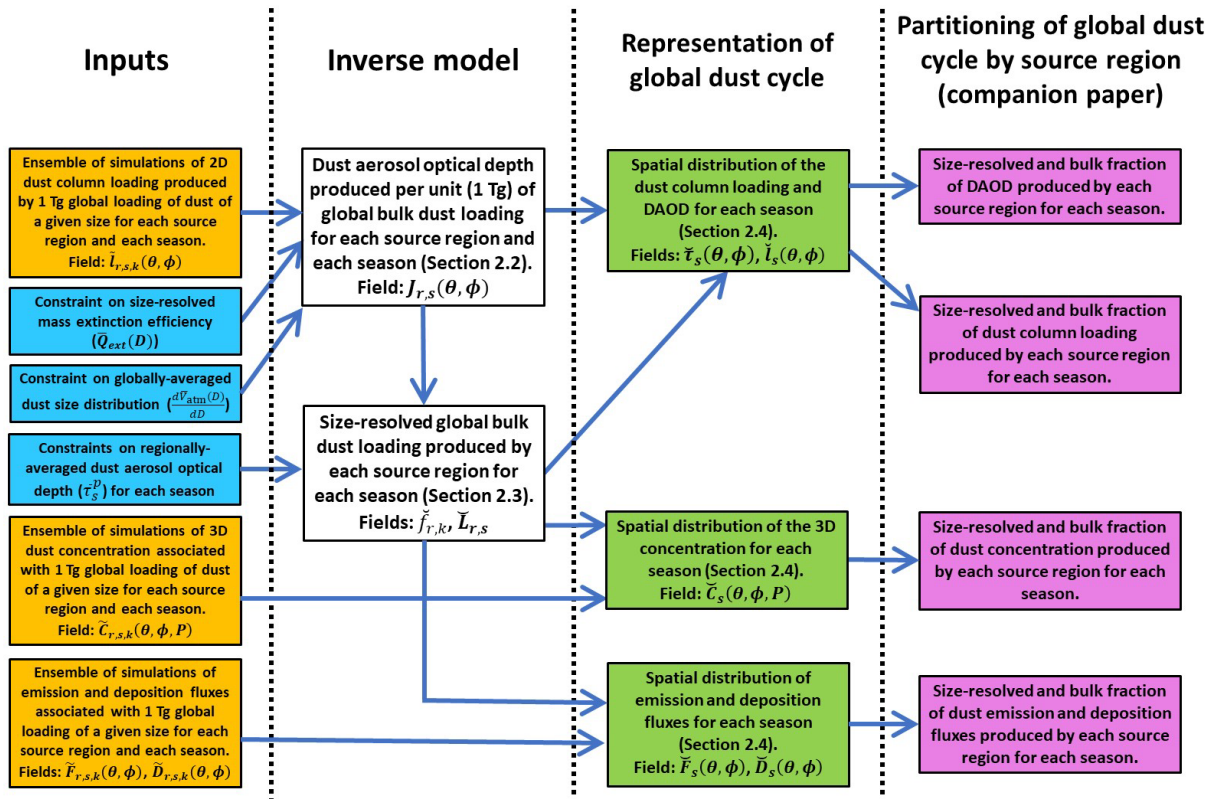 Inputs
Inverse model
Representation of
global dust cycle
Partitioning of global dust
cycle by source region
(companion paper)
Ensemble of simulations of 2D
dust column loading produced
by 1 Tg global loading of dust of
a given size for each source
region and each season.
Field: l̃_{r,s,k}(θ, ϕ)
Constraint on size-resolved
mass extinction efficiency
(Q̄_{ext}(D))
Constraint on globally-averaged
dust size distribution (dV̄_{atm}(D)/dD)
Constraints on regionally-
averaged dust aerosol optical
depth (τ̄_s^p) for each season
Ensemble of simulations of 3D
dust concentration associated
with 1 Tg global loading of dust
of a given size for each source
region and each season.
Field: C̃_{r,s,k}(θ, ϕ, P)
Ensemble of simulations of
emission and deposition fluxes
associated with 1 Tg global
loading of a given size for each
source region and each season.
Fields: F̃_{r,s,k}(θ, ϕ), D̃_{r,s,k}(θ, ϕ)
Dust aerosol optical depth
produced per unit (1 Tg) of
global bulk dust loading
for each source region and
each season (Section 2.2).
Field: J_{r,s}(θ, ϕ)
Size-resolved global bulk
dust loading produced by
each source region for
each season (Section 2.3).
Fields: f̆_{r,k}, L̆_{r,s}
Spatial distribution of the
dust column loading and
DAOD for each season
(Section 2.4).
Fields: τ̆_s(θ, ϕ), l̆_s(θ, ϕ)
Spatial distribution of the 3D
concentration for each
season (Section 2.4).
Field: C̆_s(θ, ϕ, P)
Spatial distribution of
emission and deposition
fluxes for each season
(Section 2.4).
Field: F̆_s(θ, ϕ), D̆_s(θ, ϕ)
Size-resolved and bulk fraction
of DAOD produced by each
source region for each season.
Size-resolved and bulk fraction
of dust column loading
produced by each source region
for each season.
Size-resolved and bulk fraction
of dust concentration produced
by each source region for each
season.
Size-resolved and bulk fraction
of dust emission and deposition
fluxes produced by each source
region for each season.